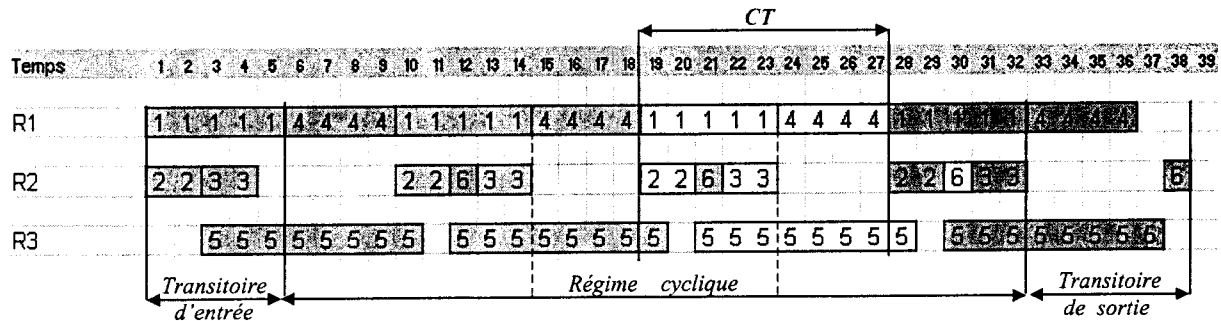 CT
Temps 1 2 3 4 5 6 7 8 9 10 11 12 13 14 15 16 17 18 19 20 21 22 23 24 25 26 27 28 29 30 31 32 33 34 35 36 37 38 39
R1 1 1 1 1 1 4 4 4 4 1 1 1 1 1 4 4 4 4 1 1 1 1 1 4 4 4 4 1 1 1 1 1 4 4 4 4
R2 2 2 3 3 2 2 6 3 3 2 2 6 3 3 2 2 6 3 3 6
R3 5 5 5 5 5 5 5 5 5 5 5 5 5 5 5 5 5 5 5 5 5 5 5 5 5 5 5 5 5 5 5 5
Transitoire Régime cyclique Transitoire
d'entrée de sortie